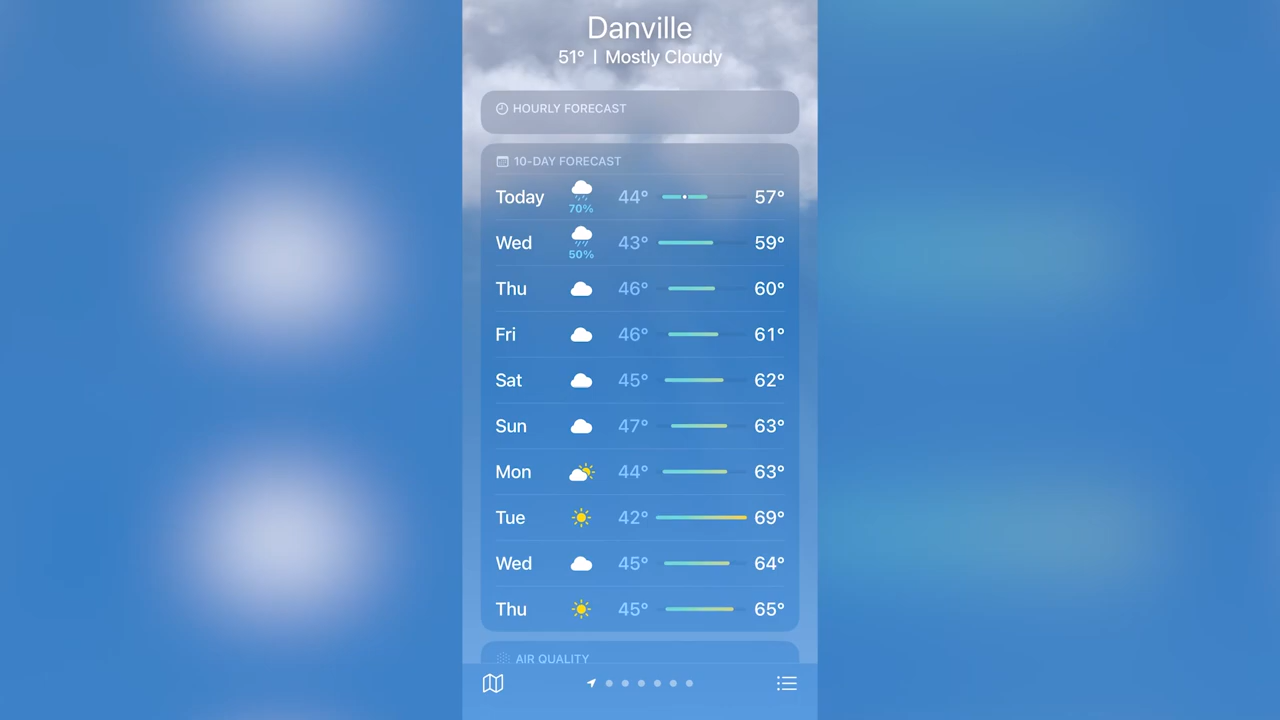 Danville
51° | Mostly Cloudy
HOURLY FORECAST
10-DAY FORECAST
Today 70% 44° 57°
Wed 50% 43° 59°
Thu 46° 60°
Fri 46° 61°
Sat 45° 62°
Sun 47° 63°
Mon 44° 63°
Tue 42° 69°
Wed 45° 64°
Thu 45° 65°
AIR QUALITY